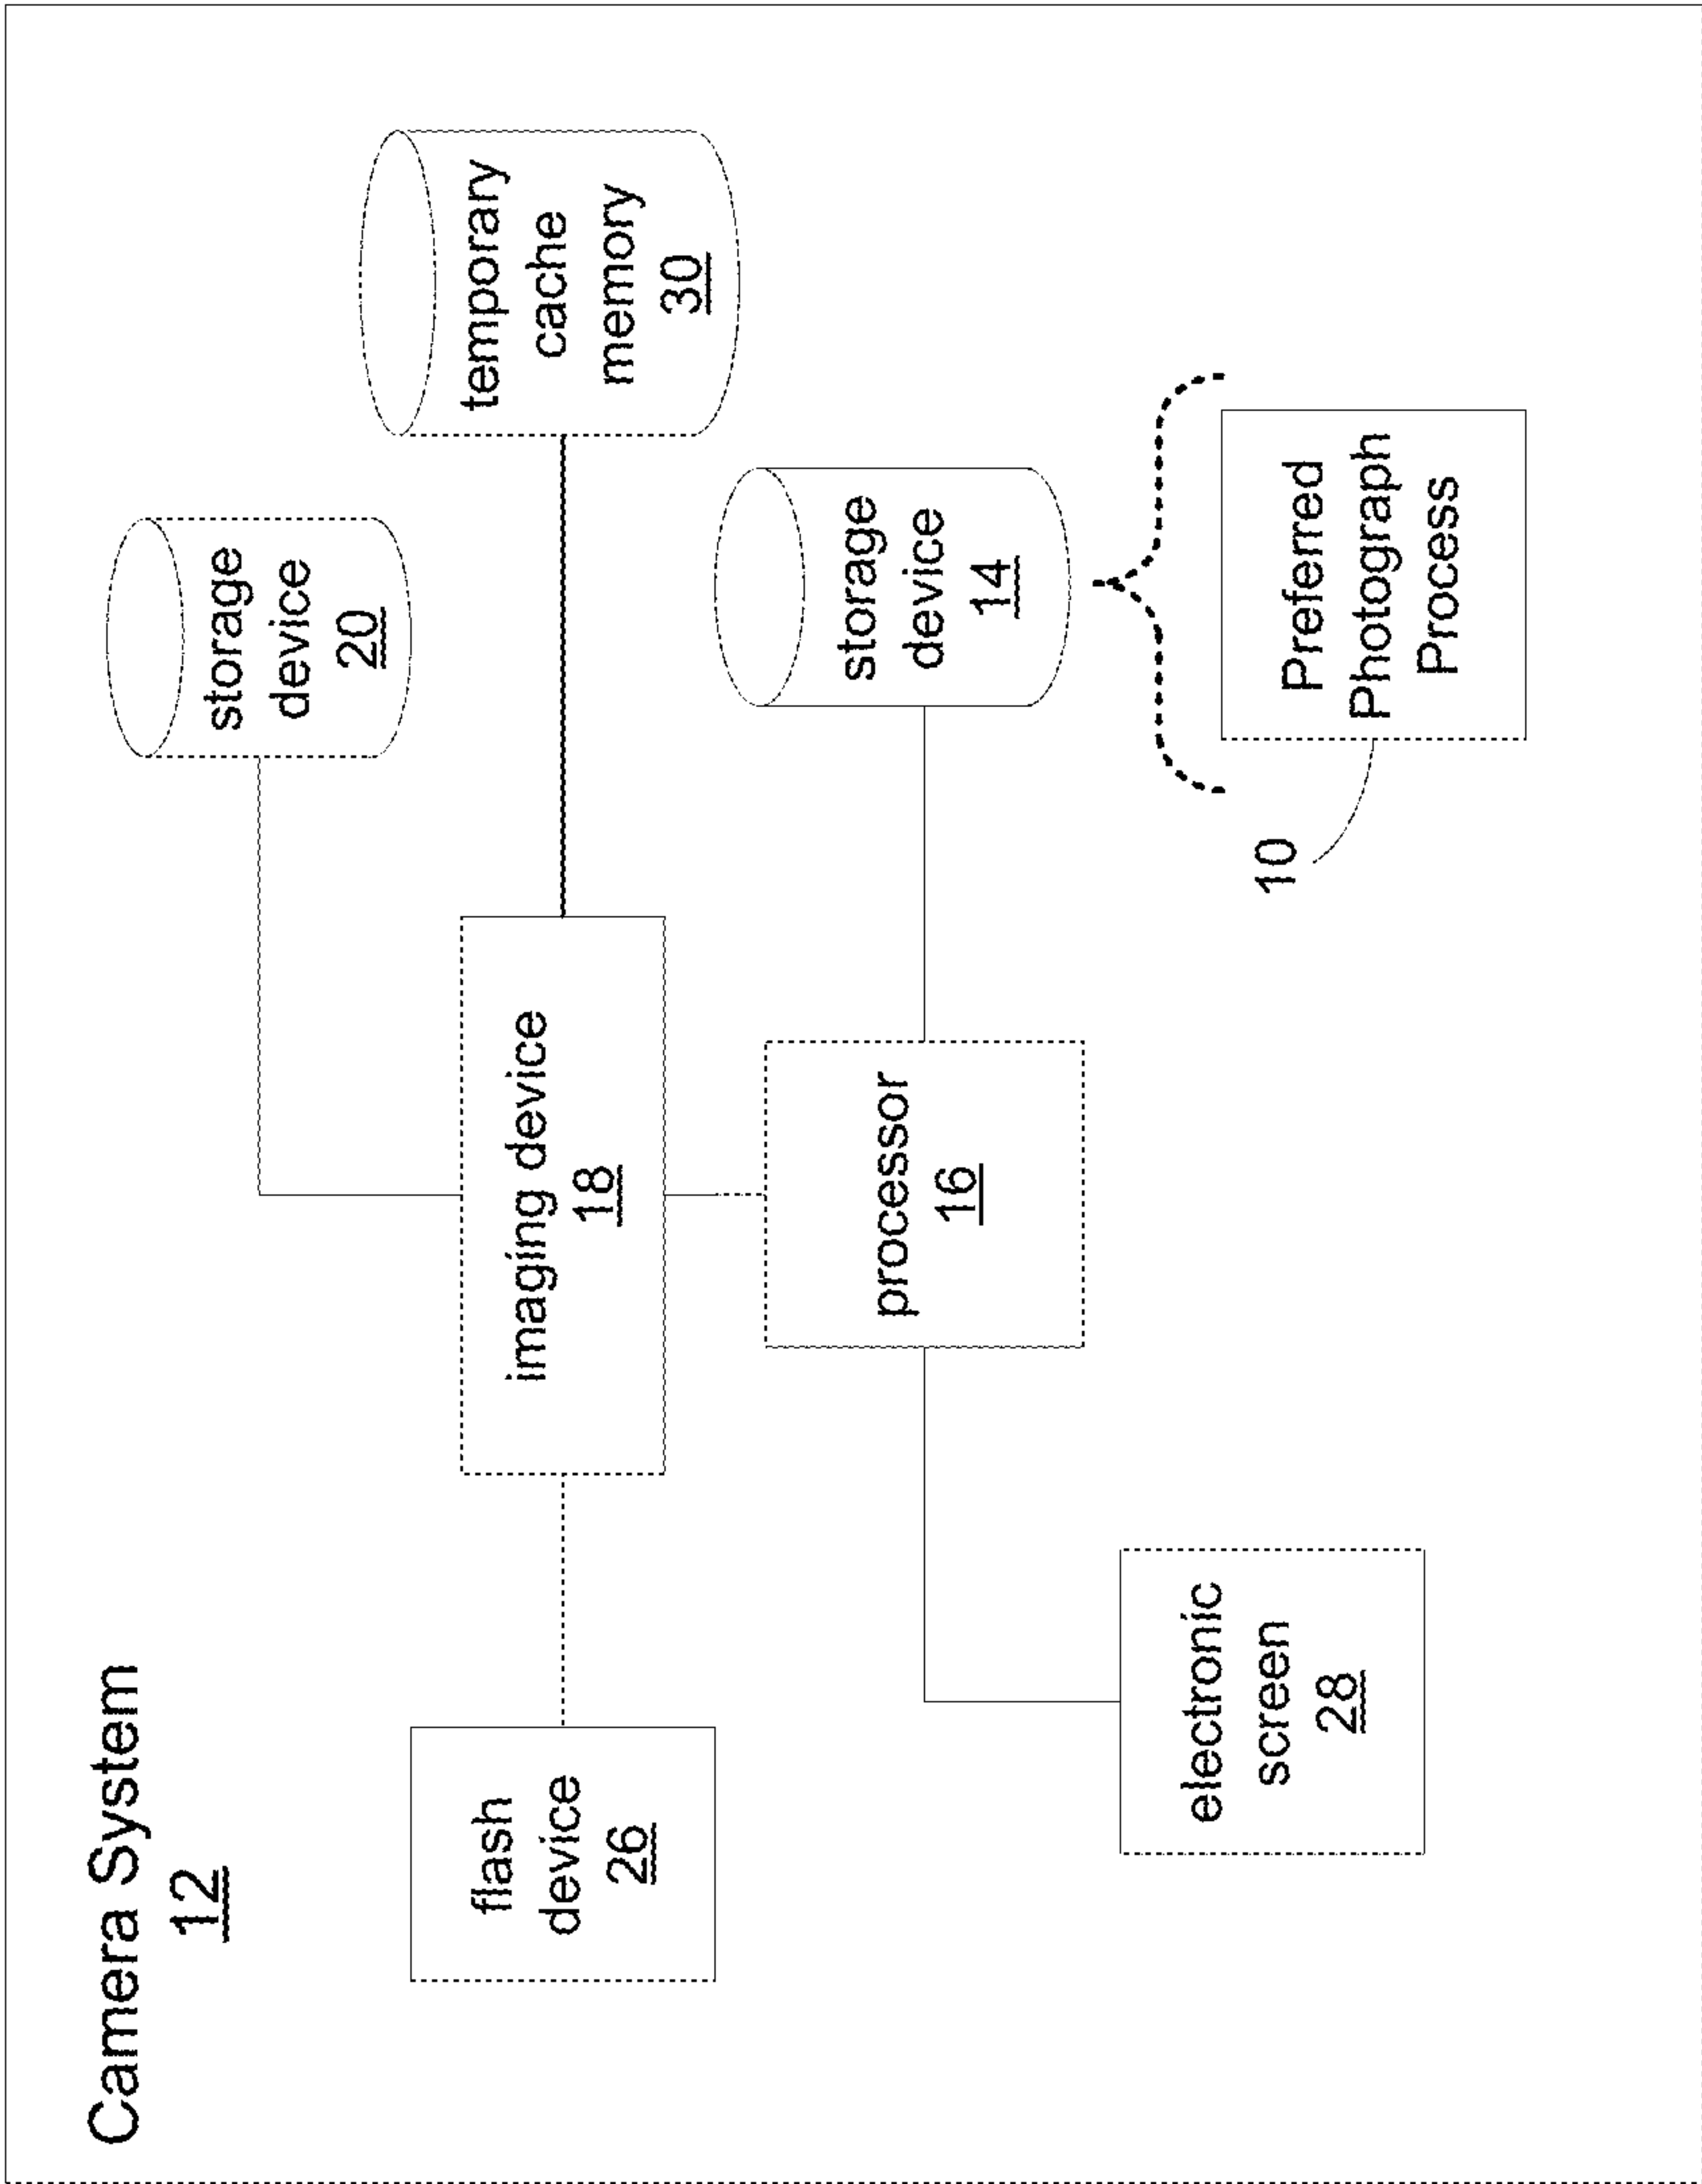 Camera System
12
storage
device
20
flash
device
26
imaging device
18
temporary
cache
memory
30
processor
16
storage
device
14
electronic
screen
28
10
Preferred
Photograph
Process